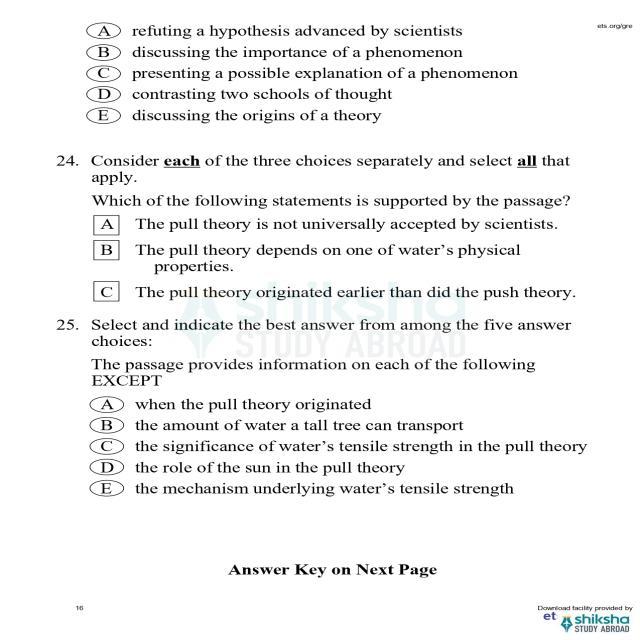 ets.org/gre
A refuting a hypothesis advanced by scientists
B discussing the importance of a phenomenon
C presenting a possible explanation of a phenomenon
D contrasting two schools of thought
E discussing the origins of a theory
24. Consider each of the three choices separately and select all that
apply.
Which of the following statements is supported by the passage?
A The pull theory is not universally accepted by scientists.
B The pull theory depends on one of water's physical
properties.
C The pull theory originated earlier than did the push theory.
shiksha
STUDY ABROAD
25. Select and indicate the best answer from among the five answer
choices:
The passage provides information on each of the following
EXCEPT
A when the pull theory originated
B the amount of water a tall tree can transport
C the significance of water's tensile strength in the pull theory
D the role of the sun in the pull theory
E the mechanism underlying water's tensile strength
Answer Key on Next Page
16
Download facility provided by
et shiksha
STUDY ABROAD